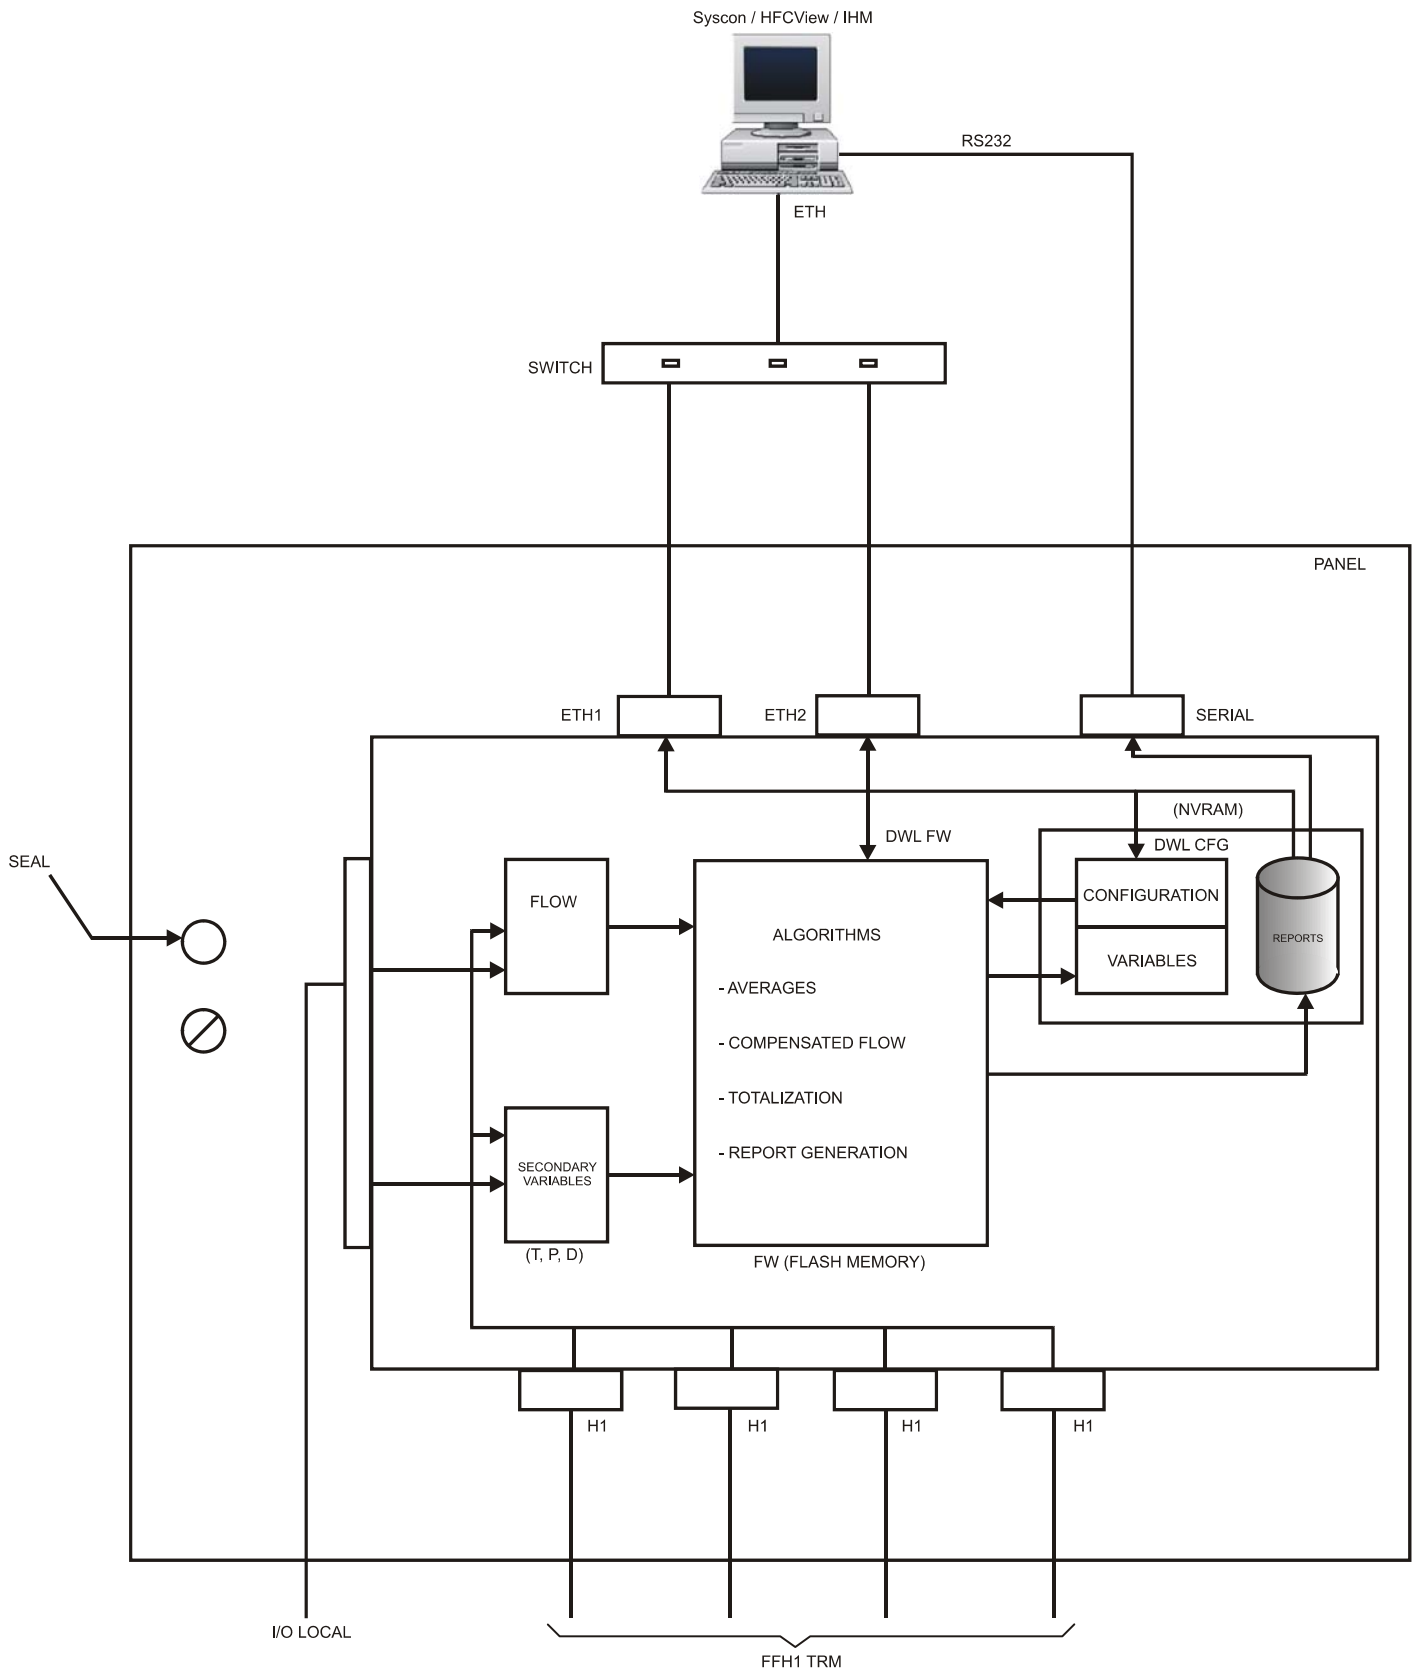 Syscon / HFCView / IHM
RS232
ETH
SWITCH
PANEL
ETH1
ETH2
SERIAL
(NVRAM)
DWL FW
DWL CFG
SEAL
FLOW
CONFIGURATION
ALGORITHMS
REPORTS
VARIABLES
- AVERAGES
- COMPENSATED FLOW
- TOTALIZATION
- REPORT GENERATION
SECONDARY
VARIABLES
(T, P, D)
FW (FLASH MEMORY)
H1
H1
H1
H1
I/O LOCAL
FFH1 TRM